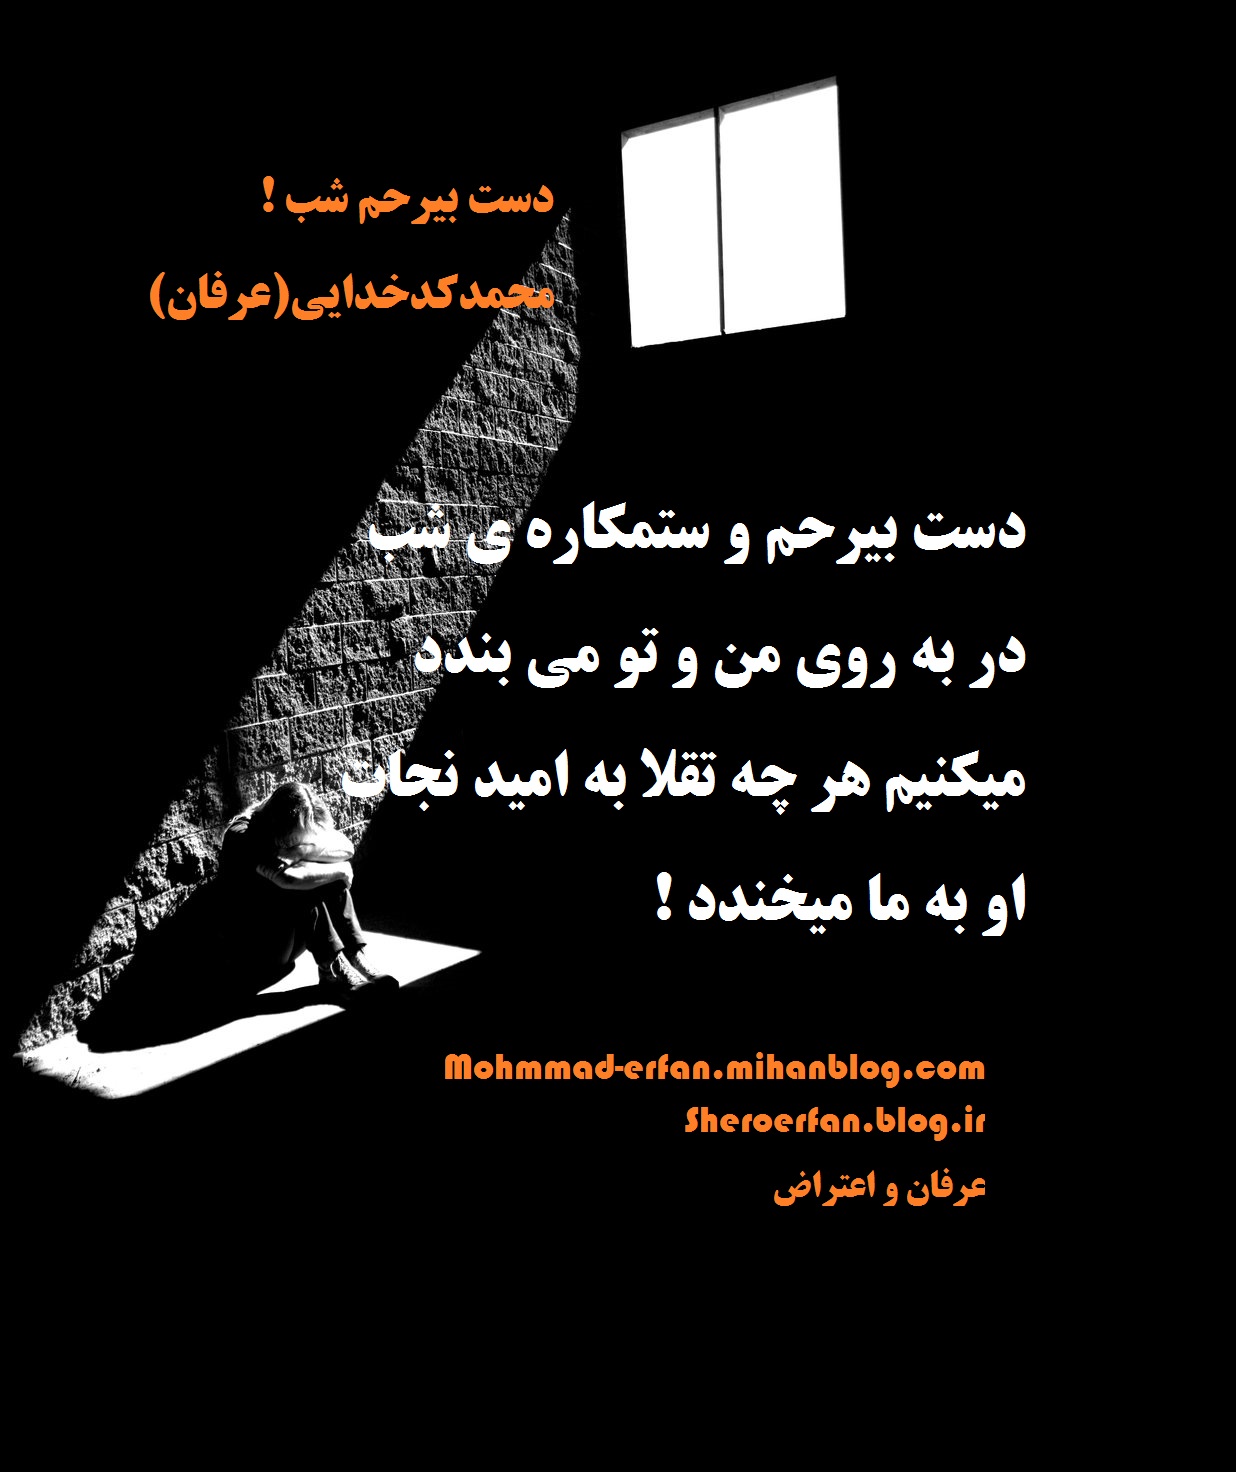 دست بیرحم شب !
محمدکدخدایی(عرفان)
دست بیرحم و ستمکاره ی شب
در به روی من و تو می بندد
میکنیم هر چه تقلا به امید نجات
او به ما میخندد !
Mohmmad-erfan.mihanblog.com
Sheroerfan.blog.ir
عرفان و اعتراض